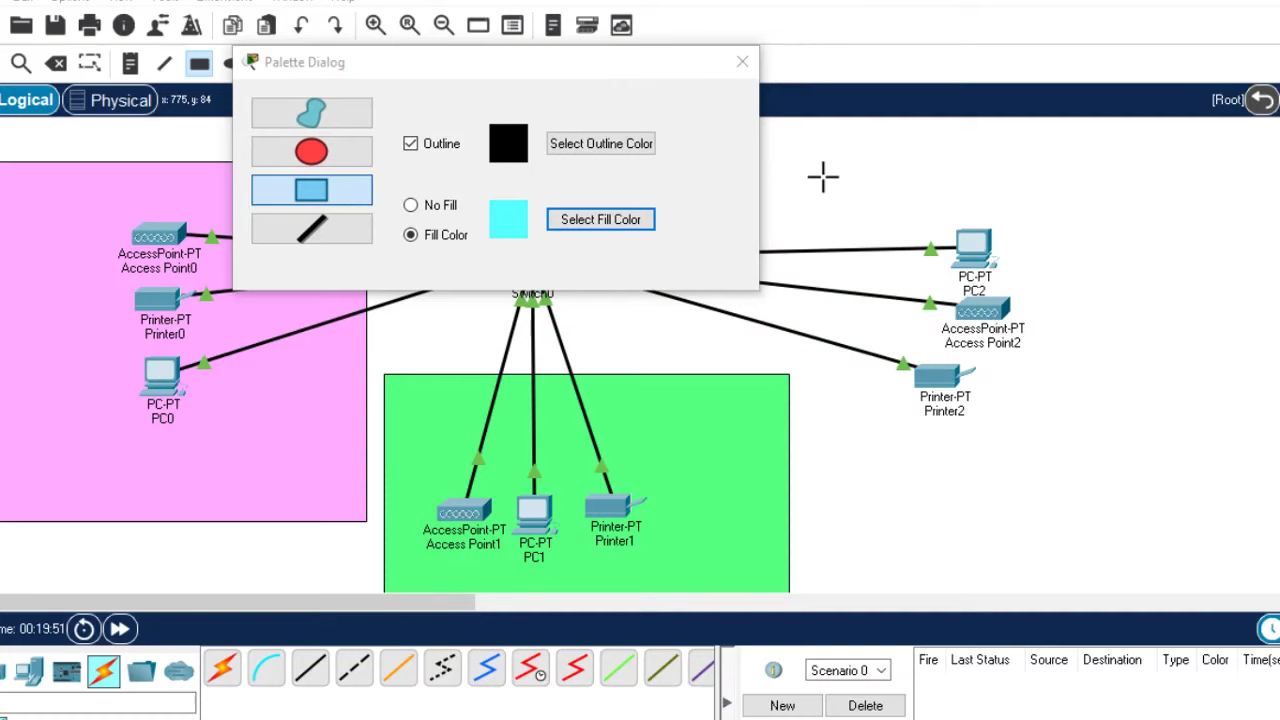 Palette Dialog
Logical
Physical
x: 775, y: 84
[Root]
Outline
Select Outline Color
No Fill
Fill Color
Select Fill Color
AccessPoint-PT
Access Point0
Printer-PT
Printer0
PC-PT
PC0
Switch0
PC-PT
PC2
AccessPoint-PT
Access Point2
Printer-PT
Printer2
AccessPoint-PT
Access Point1
PC-PT
PC1
Printer-PT
Printer1
me: 00:19:51
Scenario 0
New
Delete
Fire Last Status Source Destination Type Color Time(se